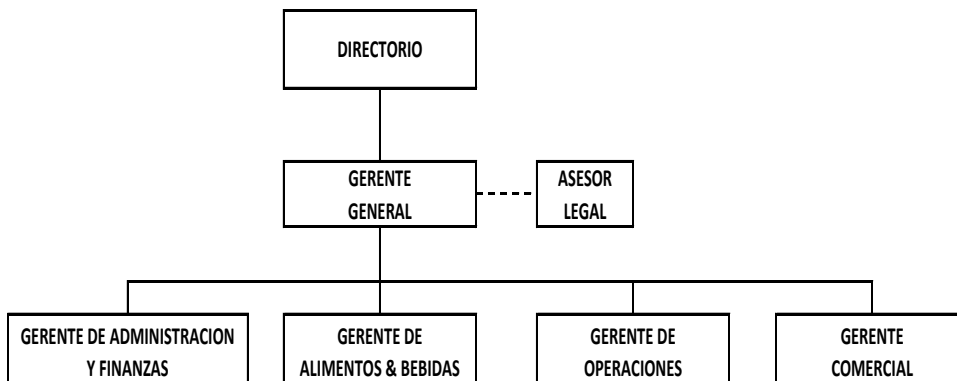 DIRECTORIO
GERENTE
GENERAL
ASESOR
LEGAL
GERENTE DE ADMINISTRACION
Y FINANZAS
GERENTE DE
ALIMENTOS & BEBIDAS
GERENTE DE
OPERACIONES
GERENTE
COMERCIAL